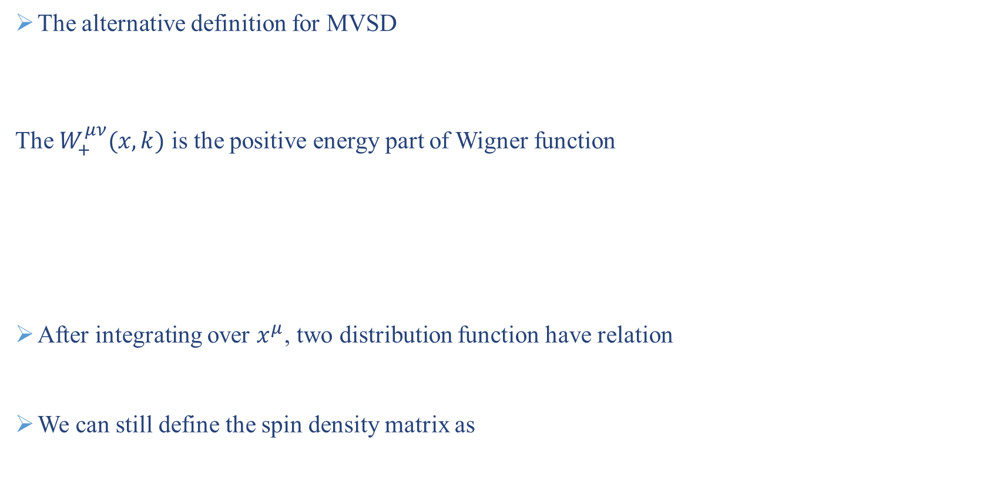 ➢ The alternative definition for MVSD
The $W_+^{\mu\nu}(x, k)$ is the positive energy part of Wigner function
➢ After integrating over $x^\mu$, two distribution function have relation
➢ We can still define the spin density matrix as